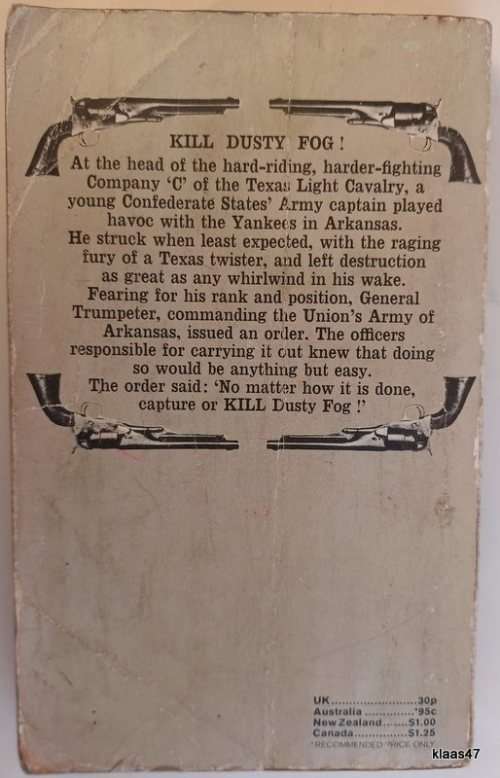 KILL DUSTY FOG !
At the head of the hard-riding, harder-fighting
Company ‘C’ of the Texas Light Cavalry, a
young Confederate States’ Army captain played
havoc with the Yankees in Arkansas.
He struck when least expected, with the raging
fury of a Texas twister, and left destruction
as great as any whirlwind in his wake.
Fearing for his rank and position, General
Trumpeter, commanding the Union’s Army of
Arkansas, issued an order. The officers
responsible for carrying it out knew that doing
so would be anything but easy.
The order said: ‘No matter how it is done,
capture or KILL Dusty Fog !’
UK........................30p
Australia ..............*95c
New Zealand.......$1.00
Canada...............$1.25
*RECOMMENDED PRICE ONLY
klaas47